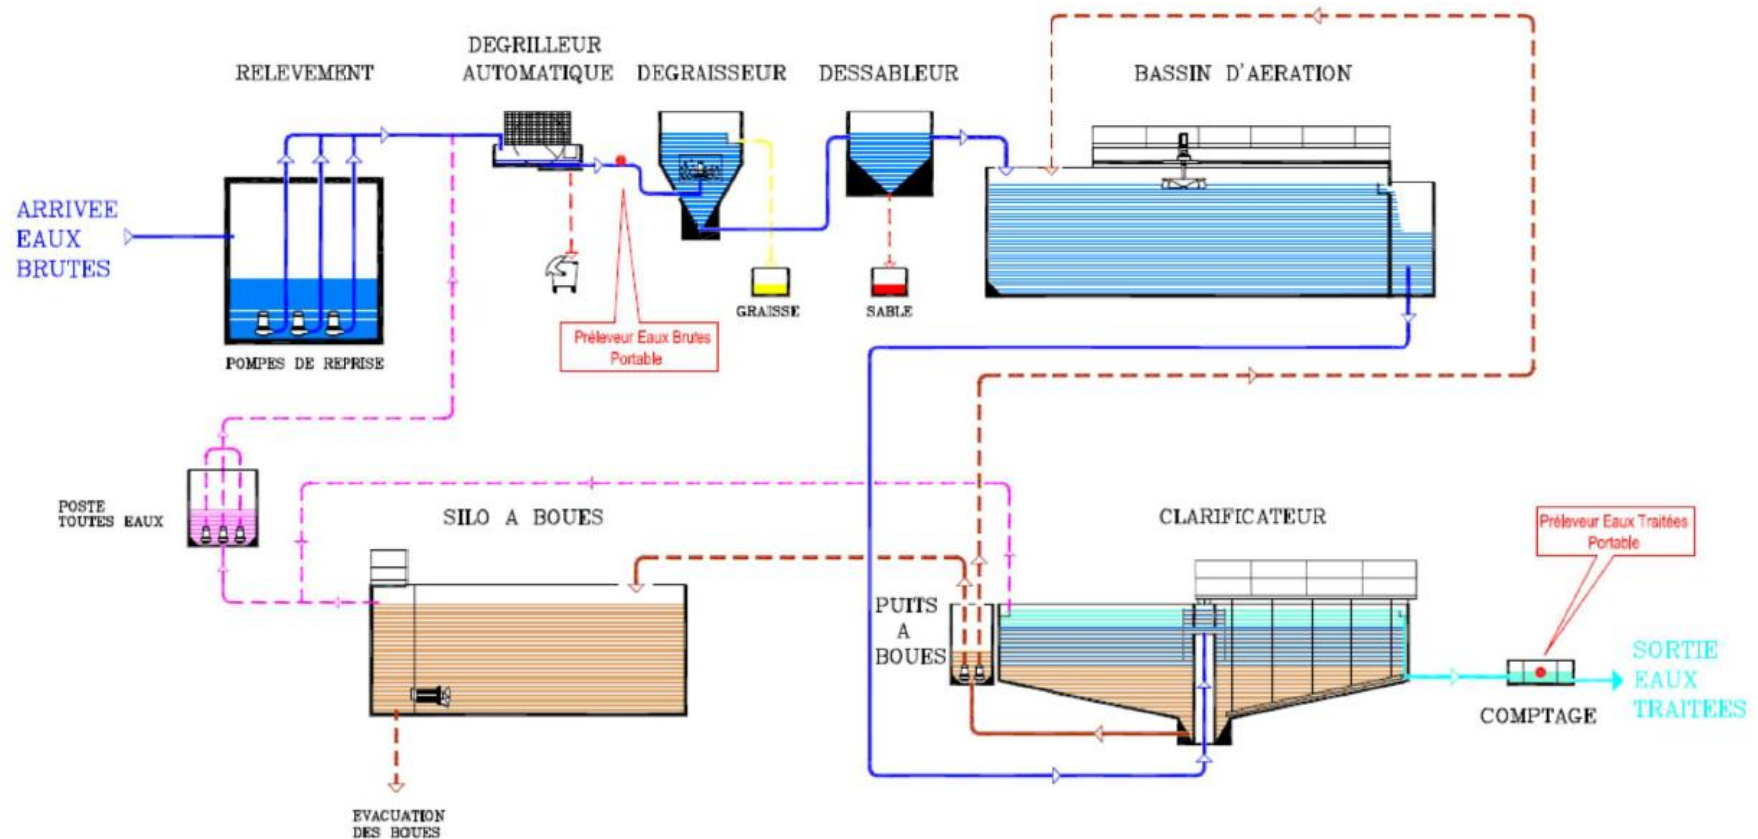 RELEVEMENT
DEGRILLEUR
AUTOMATIQUE
DEGRAISSEUR
DESSABLEUR
BASSIN D'AERATION
ARRIVEE
EAUX
BRUTES
GRAISSE
SABLE
Préleveur Eaux Brutes
Portable
POMPES DE REPRISE
POSTE
TOUTES EAUX
SILO A BOUES
CLARIFICATEUR
Préleveur Eaux Traitées
Portable
PUITS
A
BOUES
SORTIE
EAUX
TRAITEES
COMPTAGE
EVACUATION
DES BOUES